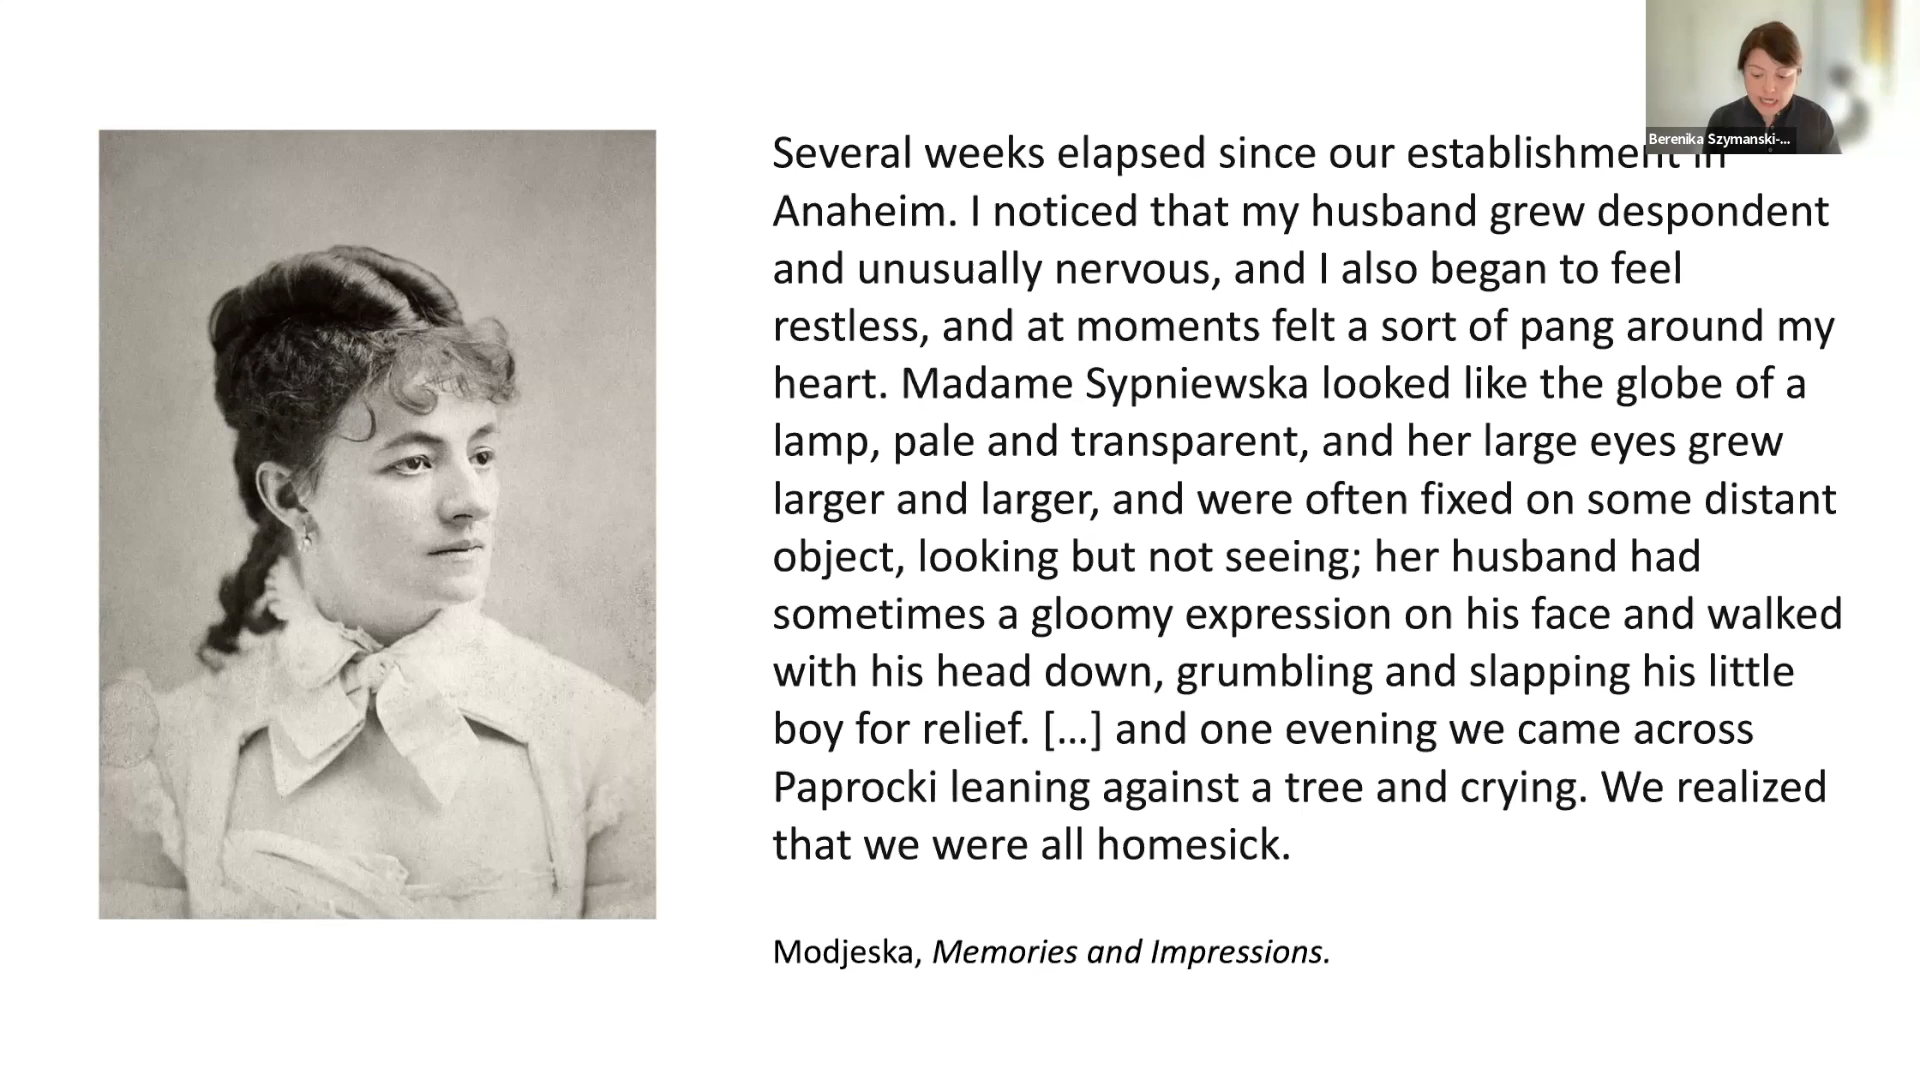 Berenika Szymanski-...
Several weeks elapsed since our establishment in
Anaheim. I noticed that my husband grew despondent
and unusually nervous, and I also began to feel
restless, and at moments felt a sort of pang around my
heart. Madame Sypniewska looked like the globe of a
lamp, pale and transparent, and her large eyes grew
larger and larger, and were often fixed on some distant
object, looking but not seeing; her husband had
sometimes a gloomy expression on his face and walked
with his head down, grumbling and slapping his little
boy for relief. [...] and one evening we came across
Paprocki leaning against a tree and crying. We realized
that we were all homesick.
Modjeska, Memories and Impressions.